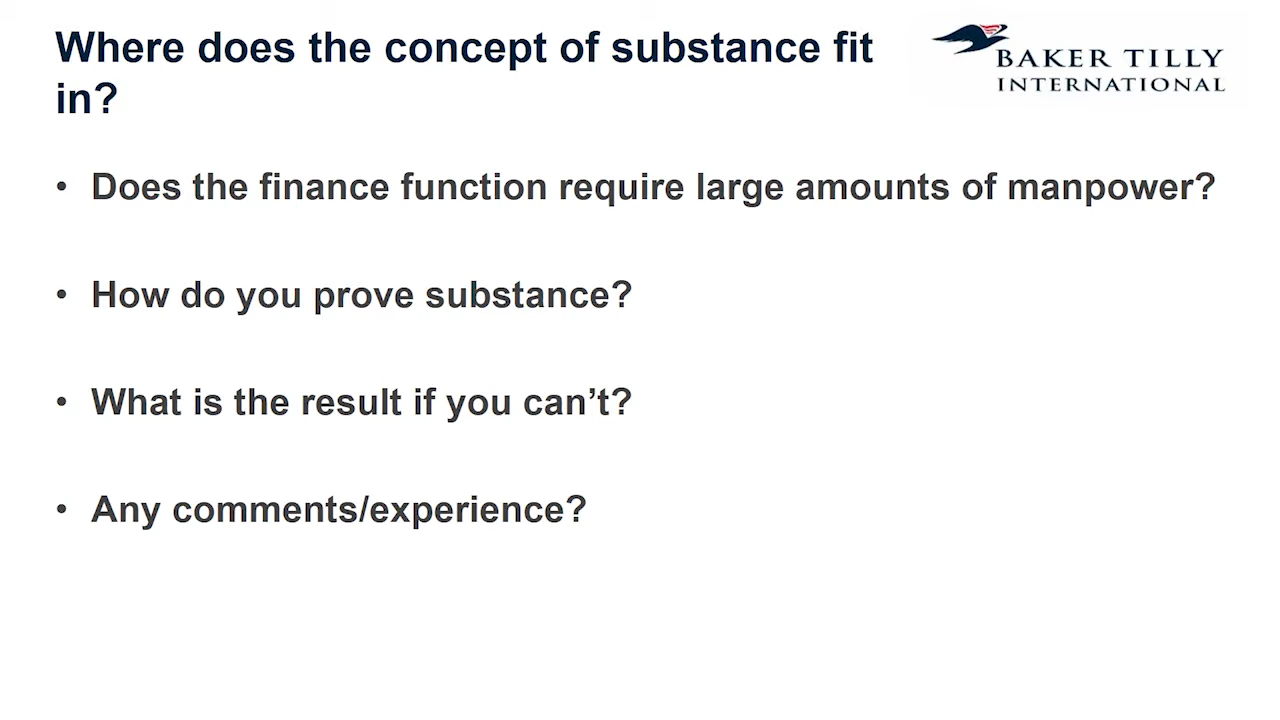 Where does the concept of substance fit
in?
BAKER TILLY
INTERNATIONAL
• Does the finance function require large amounts of manpower?
• How do you prove substance?
• What is the result if you can’t?
• Any comments/experience?